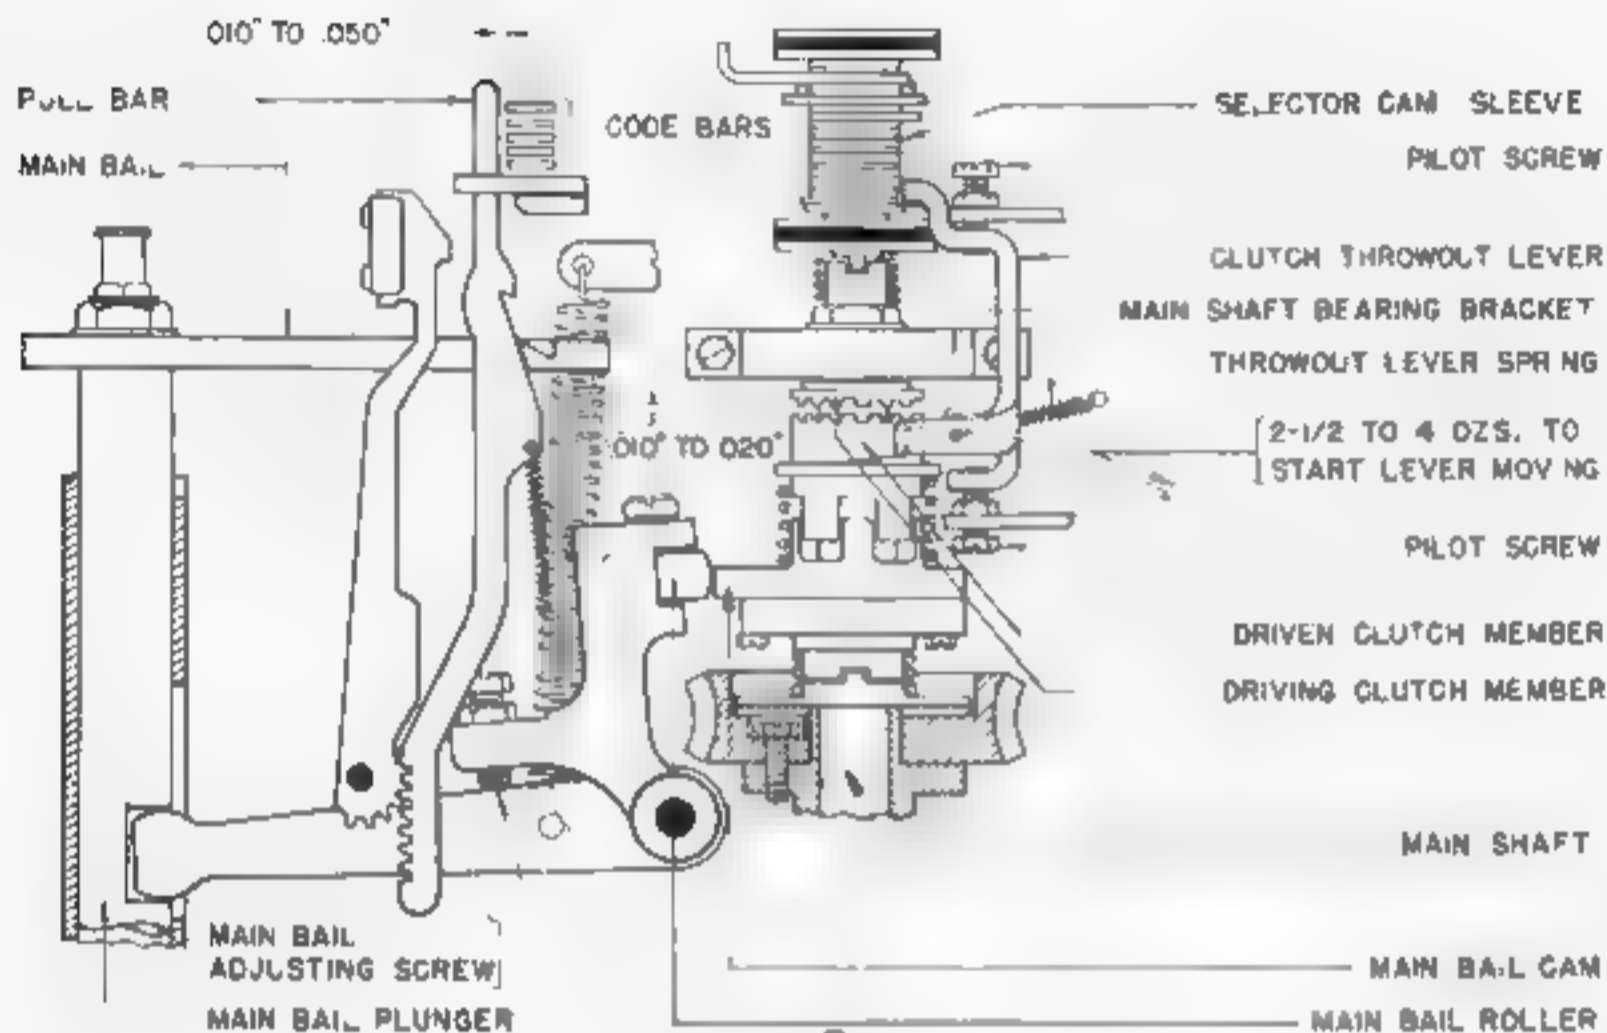 .010" TO .050"
PULL BAR
MAIN BAIL
CODE BARS
SELECTOR CAM SLEEVE
PILOT SCREW
CLUTCH THROWOUT LEVER
MAIN SHAFT BEARING BRACKET
THROWOUT LEVER SPRING
.010" TO .020"
2-1/2 TO 4 OZS. TO
START LEVER MOVING
PILOT SCREW
DRIVEN CLUTCH MEMBER
DRIVING CLUTCH MEMBER
MAIN SHAFT
MAIN BAIL
ADJUSTING SCREW
MAIN BAIL PLUNGER
MAIN BAIL CAM
MAIN BAIL ROLLER